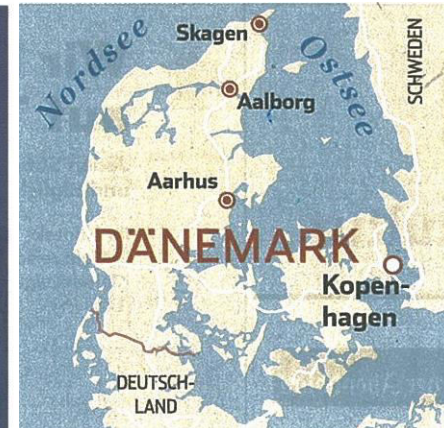 Nordsee
Skagen
Ostsee
SCHWEDEN
Aalborg
Aarhus
DÄNEMARK
Kopen-
hagen
DEUTSCH-
LAND